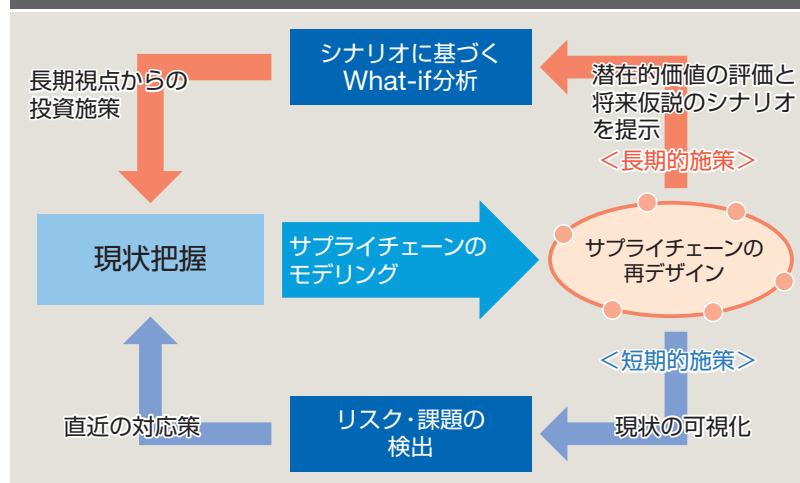 シナリオに基づく
What-if分析
長期視点からの
投資施策
潜在的価値の評価と
将来仮説のシナリオ
を提示
＜長期的施策＞
現状把握
サプライチェーンの
モデリング
サプライチェーンの
再デザイン
＜短期的施策＞
直近の対応策
リスク・課題の
検出
現状の可視化